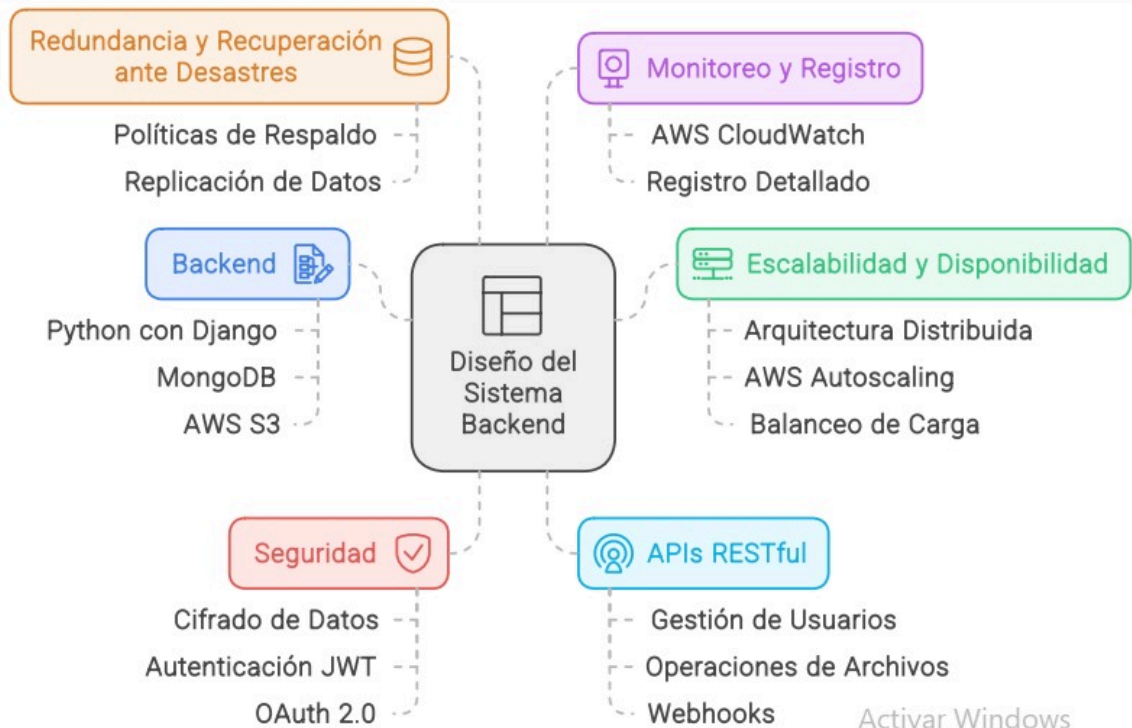 Redundancia y Recuperación
ante Desastres
Políticas de Respaldo
Replicación de Datos
Monitoreo y Registro
AWS CloudWatch
Registro Detallado
Backend
Python con Django
MongoDB
AWS S3
Diseño del
Sistema
Backend
Escalabilidad y Disponibilidad
Arquitectura Distribuida
AWS Autoscaling
Balanceo de Carga
Seguridad
Cifrado de Datos
Autenticación JWT
OAuth 2.0
APIs RESTful
Gestión de Usuarios
Operaciones de Archivos
Webhooks
Activar Windows